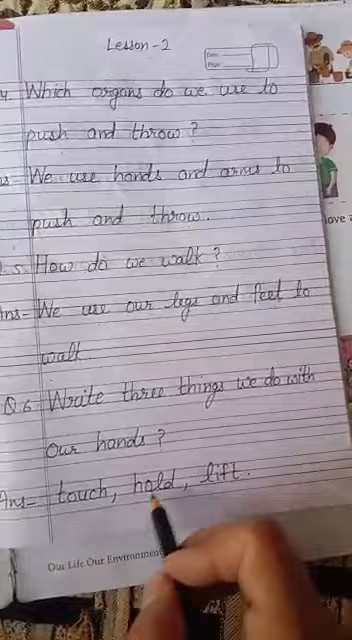 Lesson-2
4. Which organs do we use to
push and throw?
We use hands and arms to
push and throw.
5. How do we walk?
Ans- We use our legs and feet to
walk.
Q6. Write three things we do with
our hands?
Ans= touch, hold, lift.
Our Life Our Environment